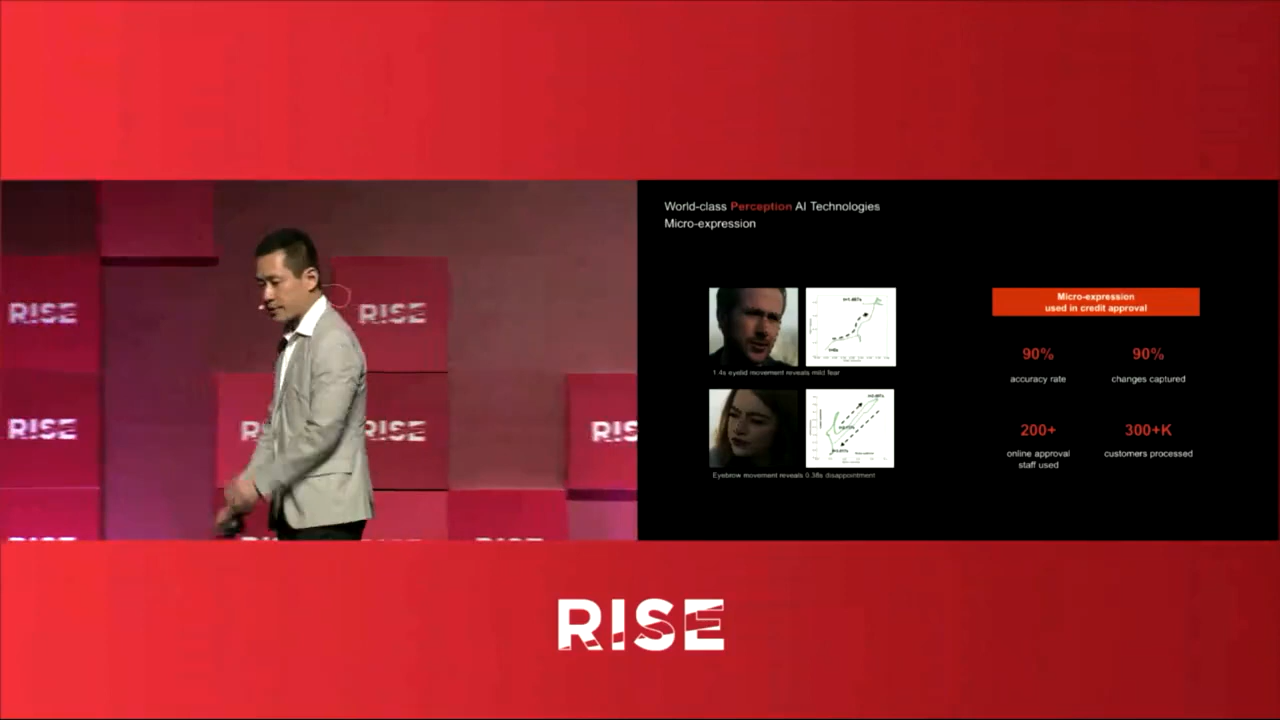 RISE
RISE
RISE
RISE
RIS
World-class Perception AI Technologies
Micro-expression
1.4s eyelid movement reveals mild fear
Eyebrow movement reveals 0.38s disappointment
Micro-expression
used in credit approval
90%
accuracy rate
90%
changes captured
200+
online approval
staff used
300+K
customers processed
RISE